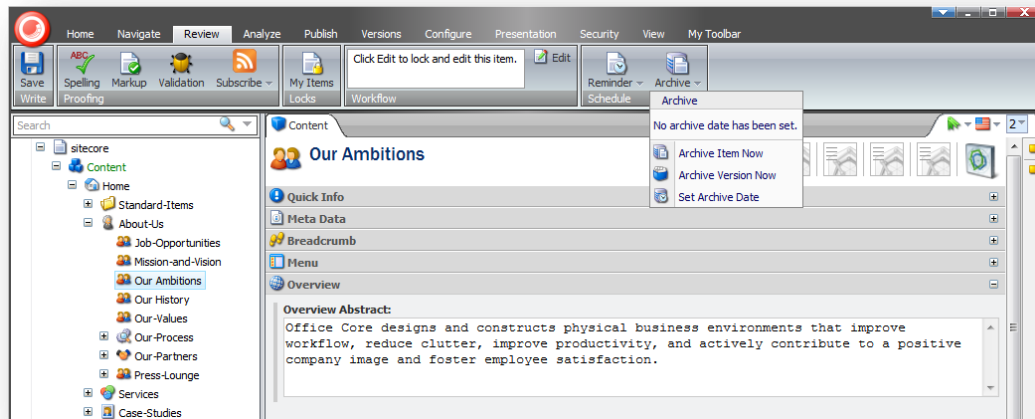 Home Navigate Review Analyze Publish Versions Configure Presentation Security View My Toolbar
ABC
Click Edit to lock and edit this item. Edit
Save Spelling Markup Validation Subscribe My Items Reminder Archive
Write Proofing Locks Workflow Schedule
Archive
No archive date has been set.
Archive Item Now
Archive Version Now
Set Archive Date
Search
sitecore
Content
Home
Standard-Items
About-Us
Job-Opportunities
Mission-and-Vision
Our Ambitions
Our History
Our-Values
Our-Process
Our-Partners
Press-Lounge
Services
Case-Studies
Content 2
Our Ambitions
Quick Info
Meta Data
Breadcrumb
Menu
Overview
Overview Abstract:
Office Core designs and constructs physical business environments that improve
workflow, reduce clutter, improve productivity, and actively contribute to a positive
company image and foster employee satisfaction.